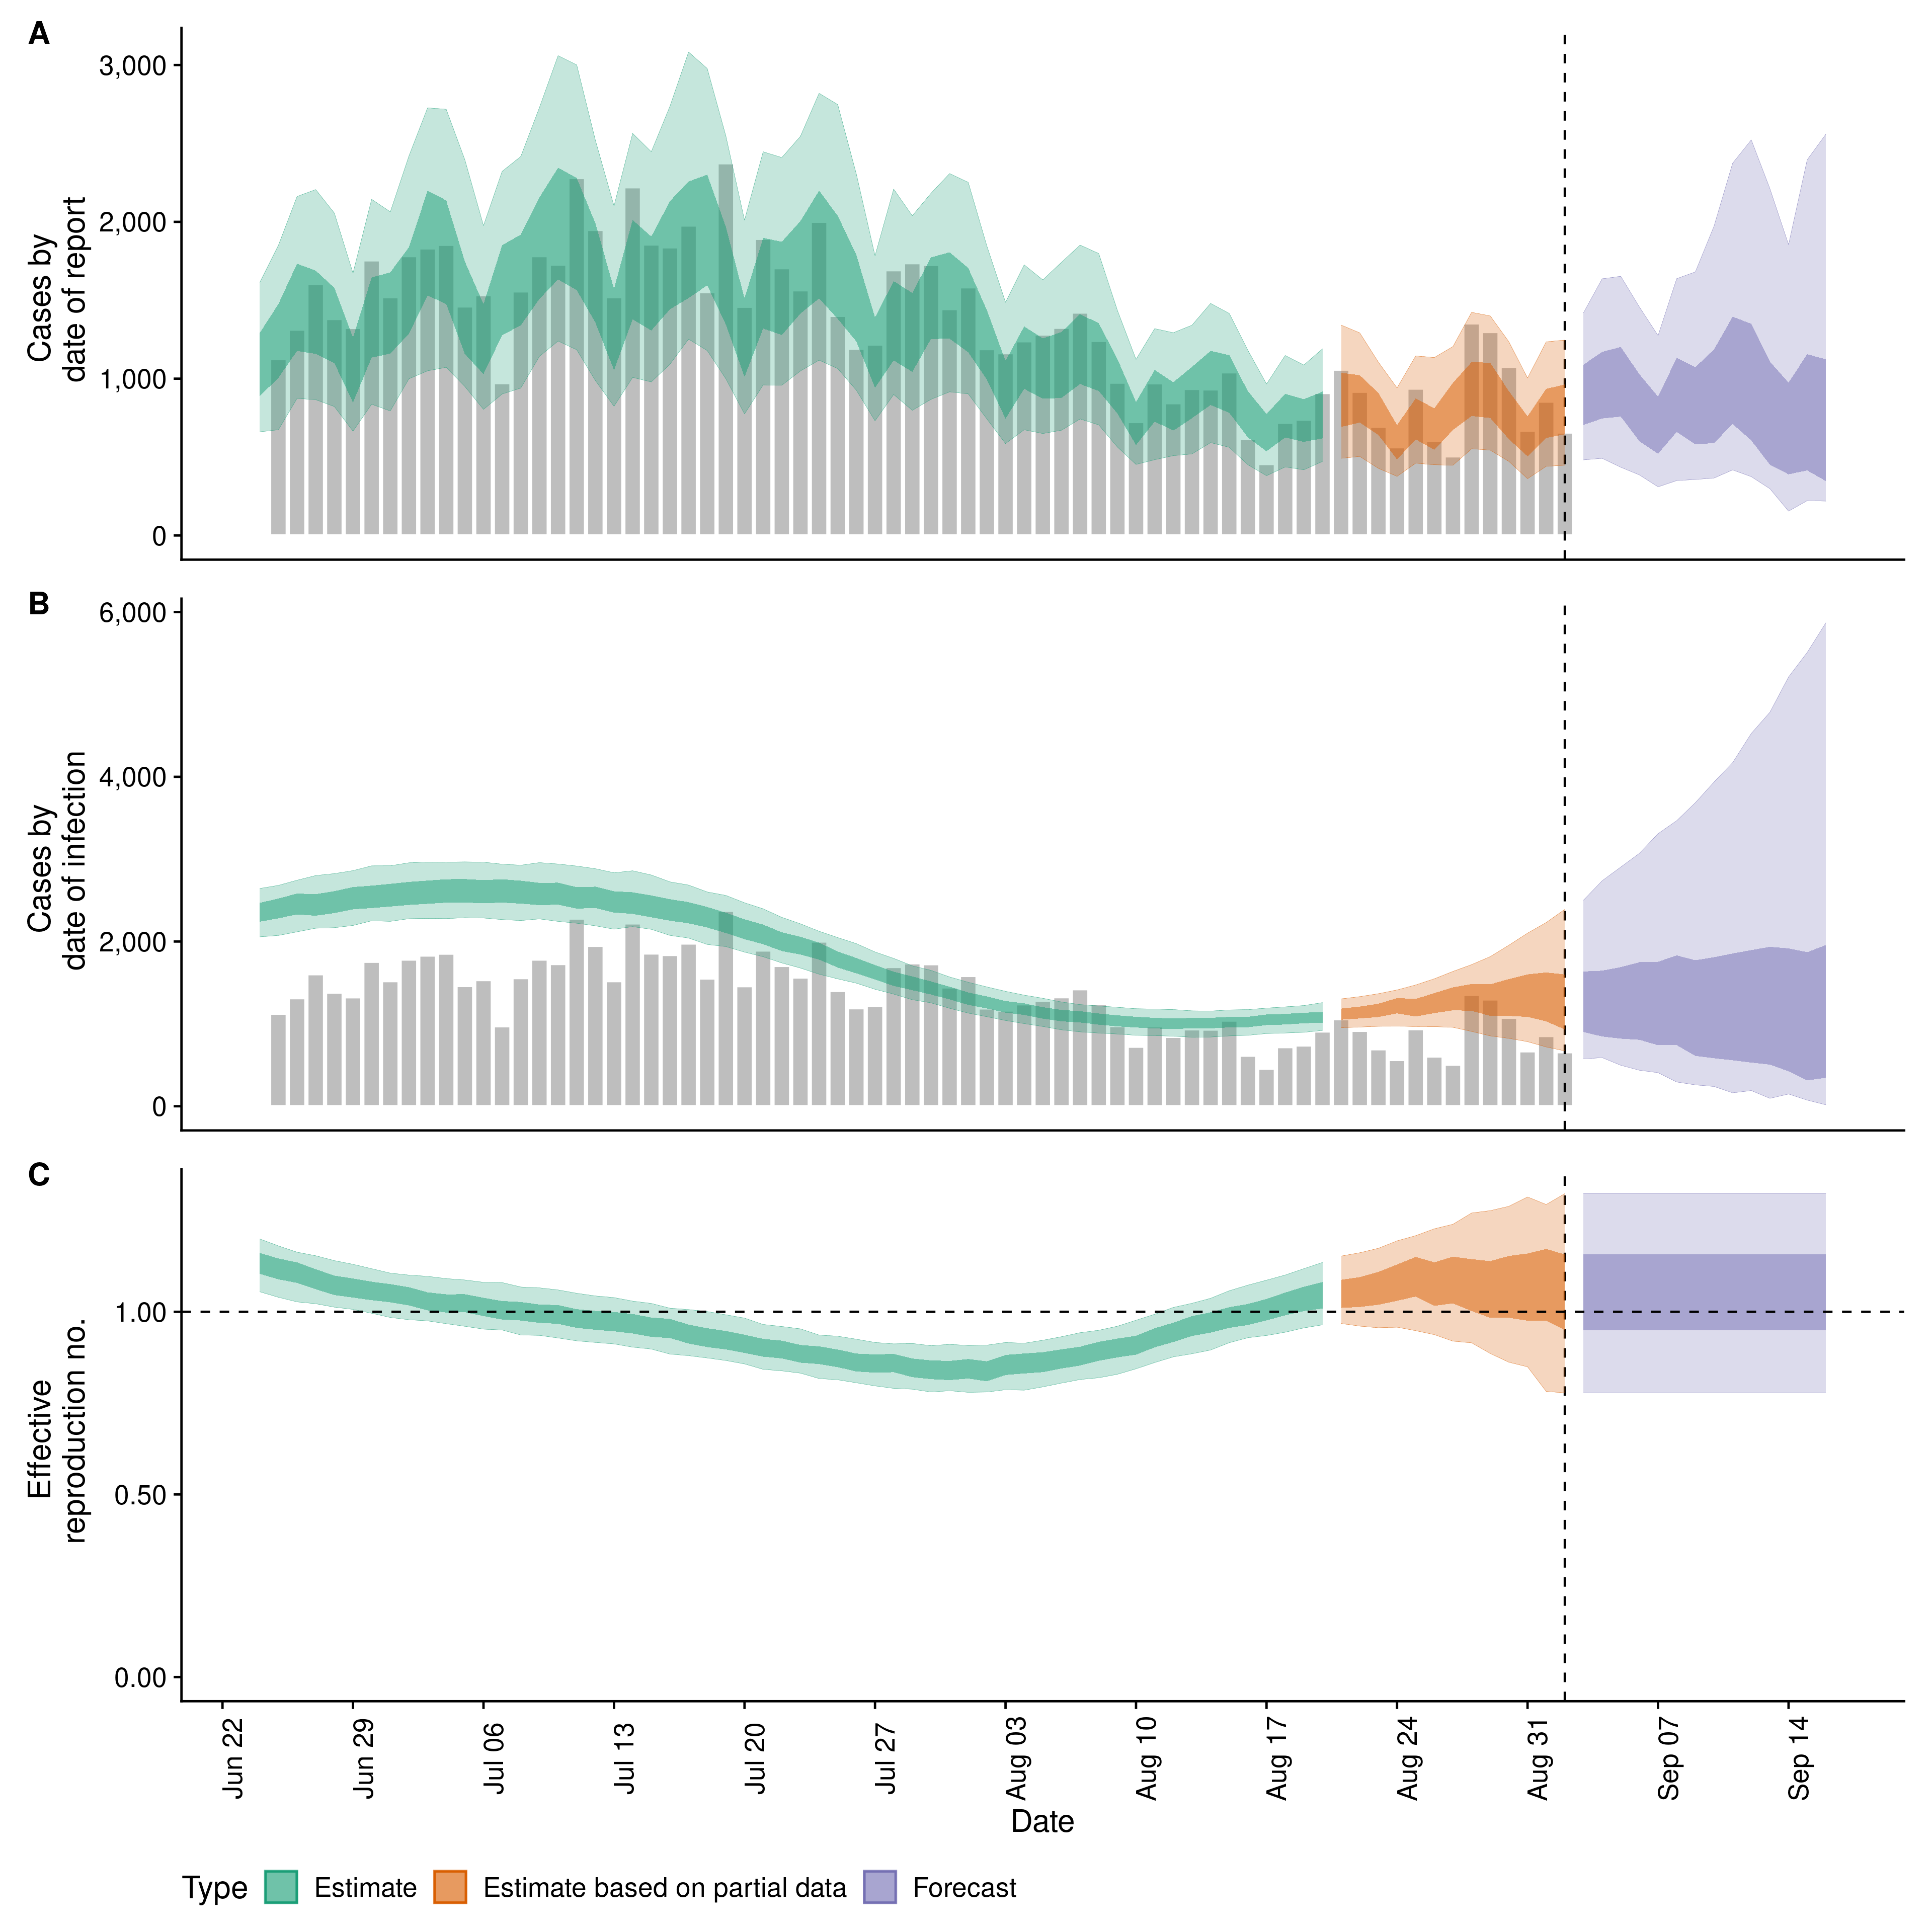 A
Cases by
date of report
3,000
2,000
1,000
0
B
Cases by
date of infection
6,000
4,000
2,000
0
C
Effective
reproduction no.
1.00
0.50
0.00
Jun 22
Jun 29
Jul 06
Jul 13
Jul 20
Jul 27
Aug 03
Aug 10
Aug 17
Aug 24
Aug 31
Sep 07
Sep 14
Date
Type Estimate Estimate based on partial data Forecast